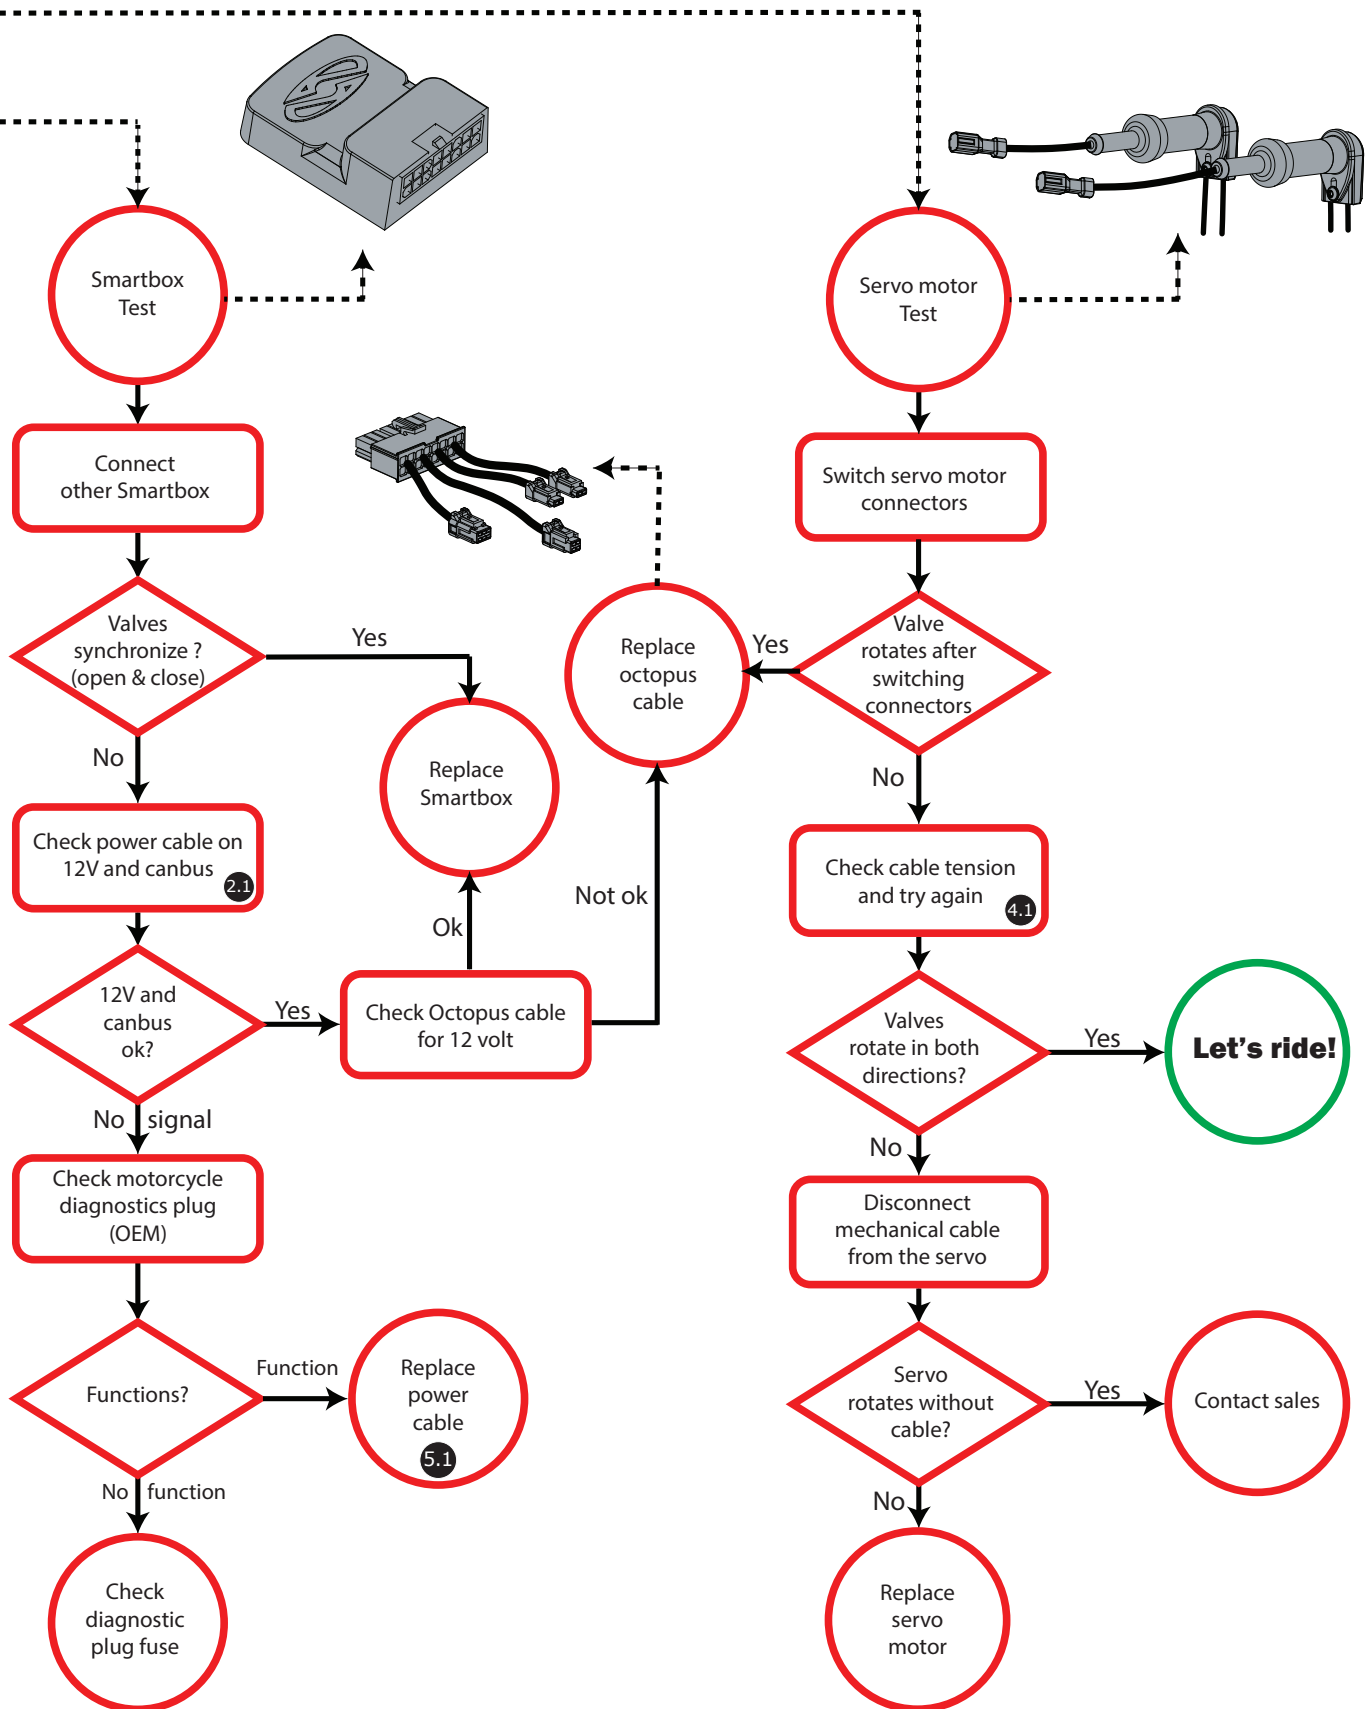 Smartbox
Test
Connect
other Smartbox
Valves
synchronize ?
(open & close)
Yes
No
Replace
Smartbox
Check power cable on
12V and canbus
2.1
Ok
12V and
canbus
ok?
Yes
Check Octopus cable
for 12 volt
Not ok
No signal
Check motorcycle
diagnostics plug
(OEM)
Functions?
Function
Replace
power
cable
5.1
No function
Check
diagnostic
plug fuse
Servo motor
Test
Switch servo motor
connectors
Valve
rotates after
switching
connectors
Yes
Replace
octopus
cable
No
Check cable tension
and try again
4.1
Valves
rotate in both
directions?
Yes
Let's ride!
No
Disconnect
mechanical cable
from the servo
Servo
rotates without
cable?
Yes
Contact sales
No
Replace
servo
motor